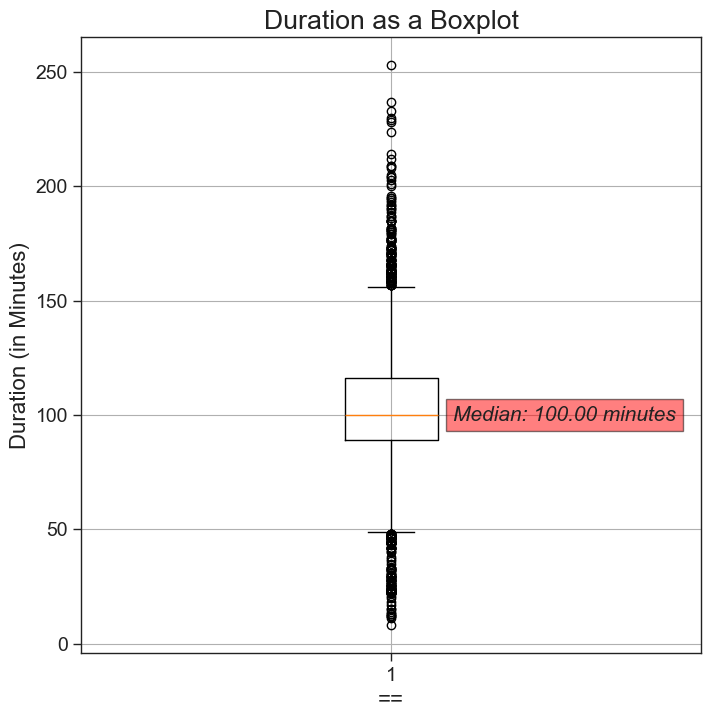 Duration as a Boxplot
250
200
150
100
50
0
Duration (in Minutes)
Median: 100.00 minutes
1
==